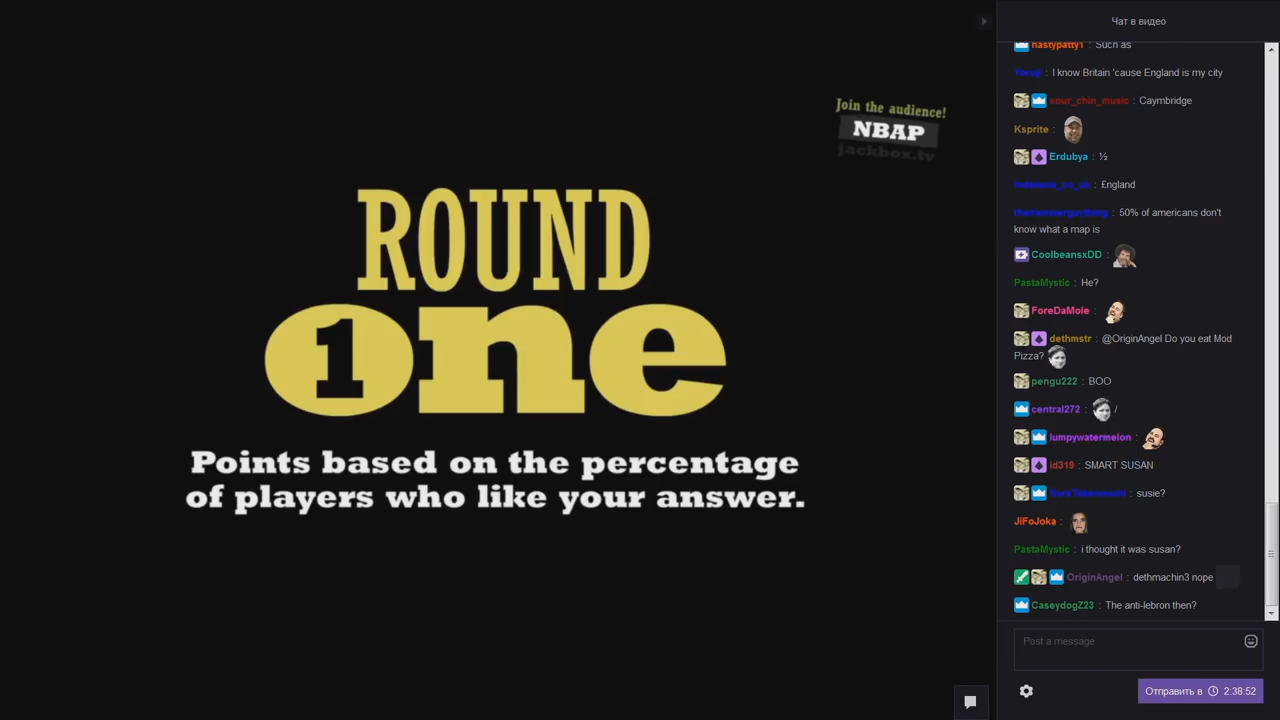 Join the audience!
NBAP
jackbox.tv
ROUND
1one
Points based on the percentage
of players who like your answer.
Чат в видео
nastypatty1 : Such as
Yoruji : I know Britain 'cause England is my city
sour_chin_music : Caymbridge
Ksprite :
Erdubya : ½
: £ngland
: 50% of americans don't
know what a map is
CoolbeansxDD :
PastaMystic : He?
ForeDaMole :
dethmstr : @OriginAngel Do you eat Mod
Pizza?
pengu222 : BOO
central272 : /
lumpywatermelon :
id319 : SMART SUSAN
: susie?
JiFoJoka :
PastaMystic : i thought it was susan?
OriginAngel : dethmachin3 nope
CaseydogZ23 : The anti-lebron then?
Post a message
Отправить в 2:38:52